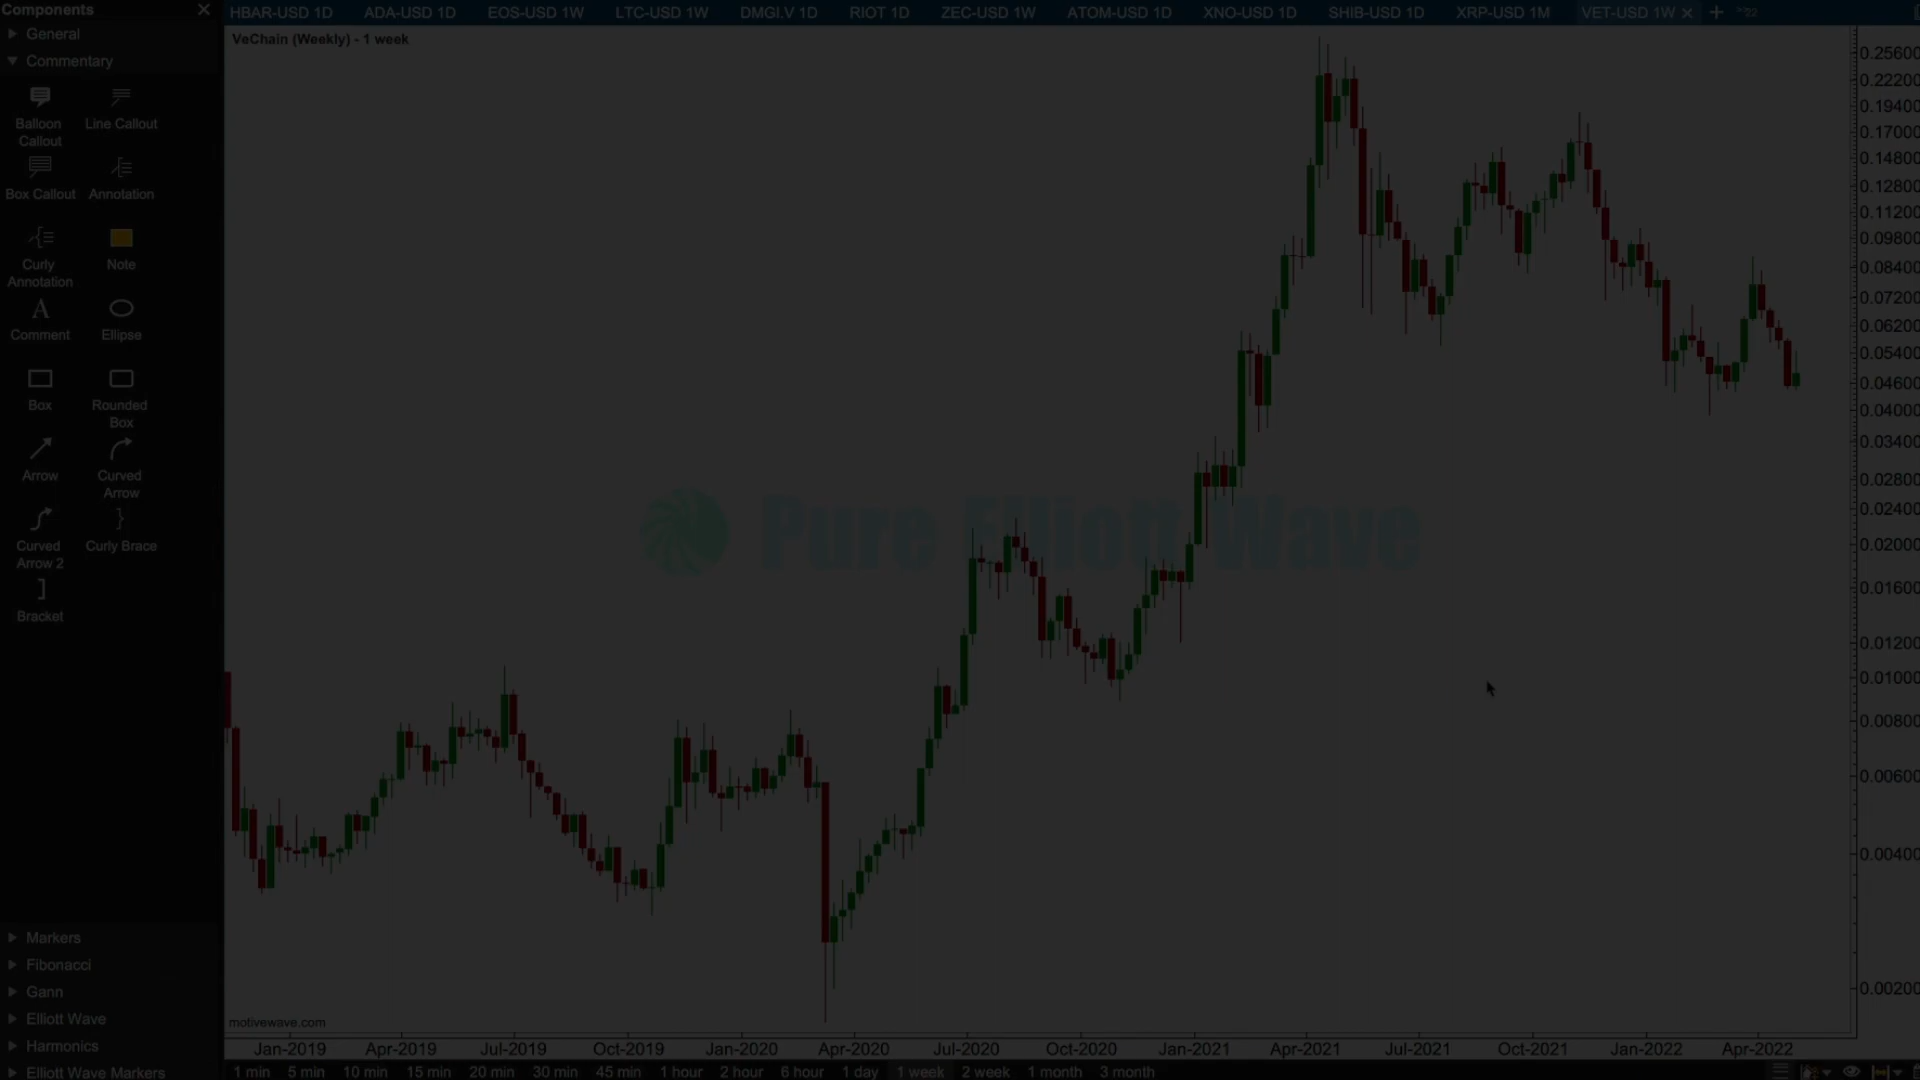 Components
HBAR-USD 1D ADA-USD 1D EOS-USD 1W LTC-USD 1W DMGI.V 1D RIOT 1D ZEC-USD 1W ATOM-USD 1D XNO-USD 1D SHIB-USD 1D XRP-USD 1M VET-USD 1W
General
VeChain (Weekly) - 1 week
Commentary
Balloon Callout
Line Callout
Box Callout
Annotation
Curly Annotation
Note
Comment
Ellipse
Box
Rounded Box
Arrow
Curved Arrow
Curved Arrow 2
Curly Brace
Bracket
Markers
Fibonacci
Gann
Elliott Wave
Harmonics
Elliott Wave Markers
Pure Elliott Wave
0.25600
0.22200
0.19400
0.17000
0.14800
0.12800
0.11200
0.09800
0.08400
0.07200
0.06200
0.05400
0.04600
0.04000
0.03400
0.02800
0.02400
0.02000
0.01600
0.01200
0.01000
0.00800
0.00600
0.00400
0.00200
motivewave.com
Jan-2019 Apr-2019 Jul-2019 Oct-2019 Jan-2020 Apr-2020 Jul-2020 Oct-2020 Jan-2021 Apr-2021 Jul-2021 Oct-2021 Jan-2022 Apr-2022
1 min 5 min 10 min 15 min 20 min 30 min 45 min 1 hour 2 hour 6 hour 1 day 1 week 2 week 1 month 3 month